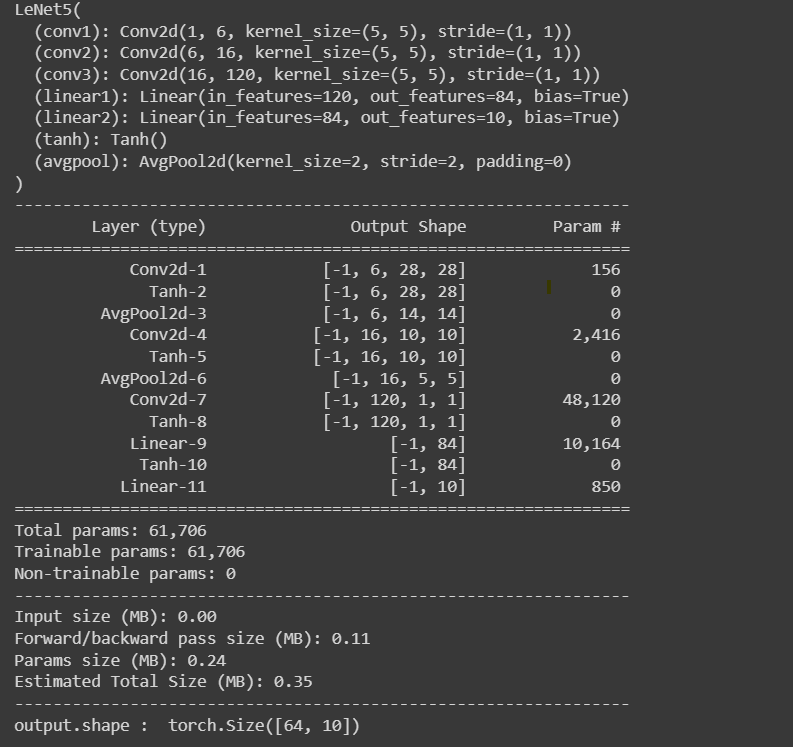 LeNet5(
  (conv1): Conv2d(1, 6, kernel_size=(5, 5), stride=(1, 1))
  (conv2): Conv2d(6, 16, kernel_size=(5, 5), stride=(1, 1))
  (conv3): Conv2d(16, 120, kernel_size=(5, 5), stride=(1, 1))
  (linear1): Linear(in_features=120, out_features=84, bias=True)
  (linear2): Linear(in_features=84, out_features=10, bias=True)
  (tanh): Tanh()
  (avgpool): AvgPool2d(kernel_size=2, stride=2, padding=0)
)
----------------------------------------------------------------
        Layer (type)               Output Shape         Param #
================================================================
            Conv2d-1            [-1, 6, 28, 28]             156
              Tanh-2            [-1, 6, 28, 28]               0
         AvgPool2d-3            [-1, 6, 14, 14]               0
            Conv2d-4           [-1, 16, 10, 10]           2,416
              Tanh-5           [-1, 16, 10, 10]               0
         AvgPool2d-6             [-1, 16, 5, 5]               0
            Conv2d-7            [-1, 120, 1, 1]          48,120
              Tanh-8            [-1, 120, 1, 1]               0
            Linear-9                   [-1, 84]          10,164
             Tanh-10                   [-1, 84]               0
           Linear-11                   [-1, 10]             850
================================================================
Total params: 61,706
Trainable params: 61,706
Non-trainable params: 0
----------------------------------------------------------------
Input size (MB): 0.00
Forward/backward pass size (MB): 0.11
Params size (MB): 0.24
Estimated Total Size (MB): 0.35
----------------------------------------------------------------
output.shape :  torch.Size([64, 10])